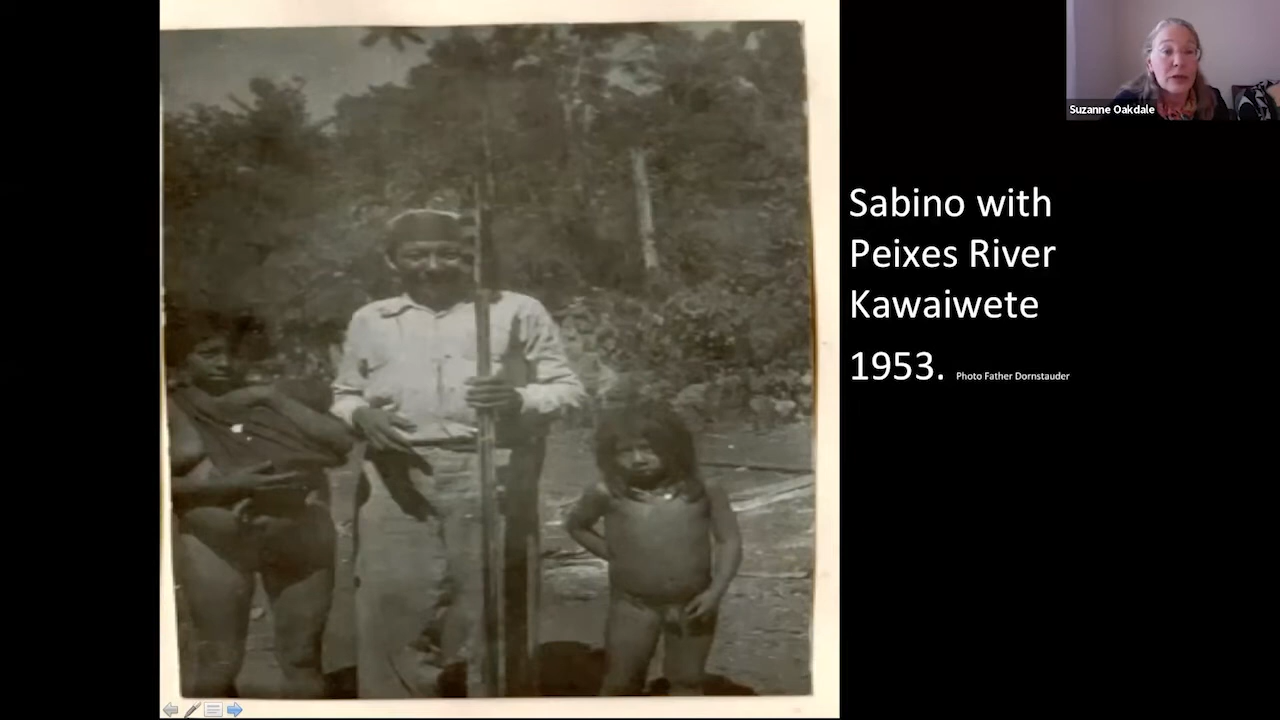 Suzanne Oakdale
Sabino with
Peixes River
Kawaiwete
1953. Photo Father Dornstauder